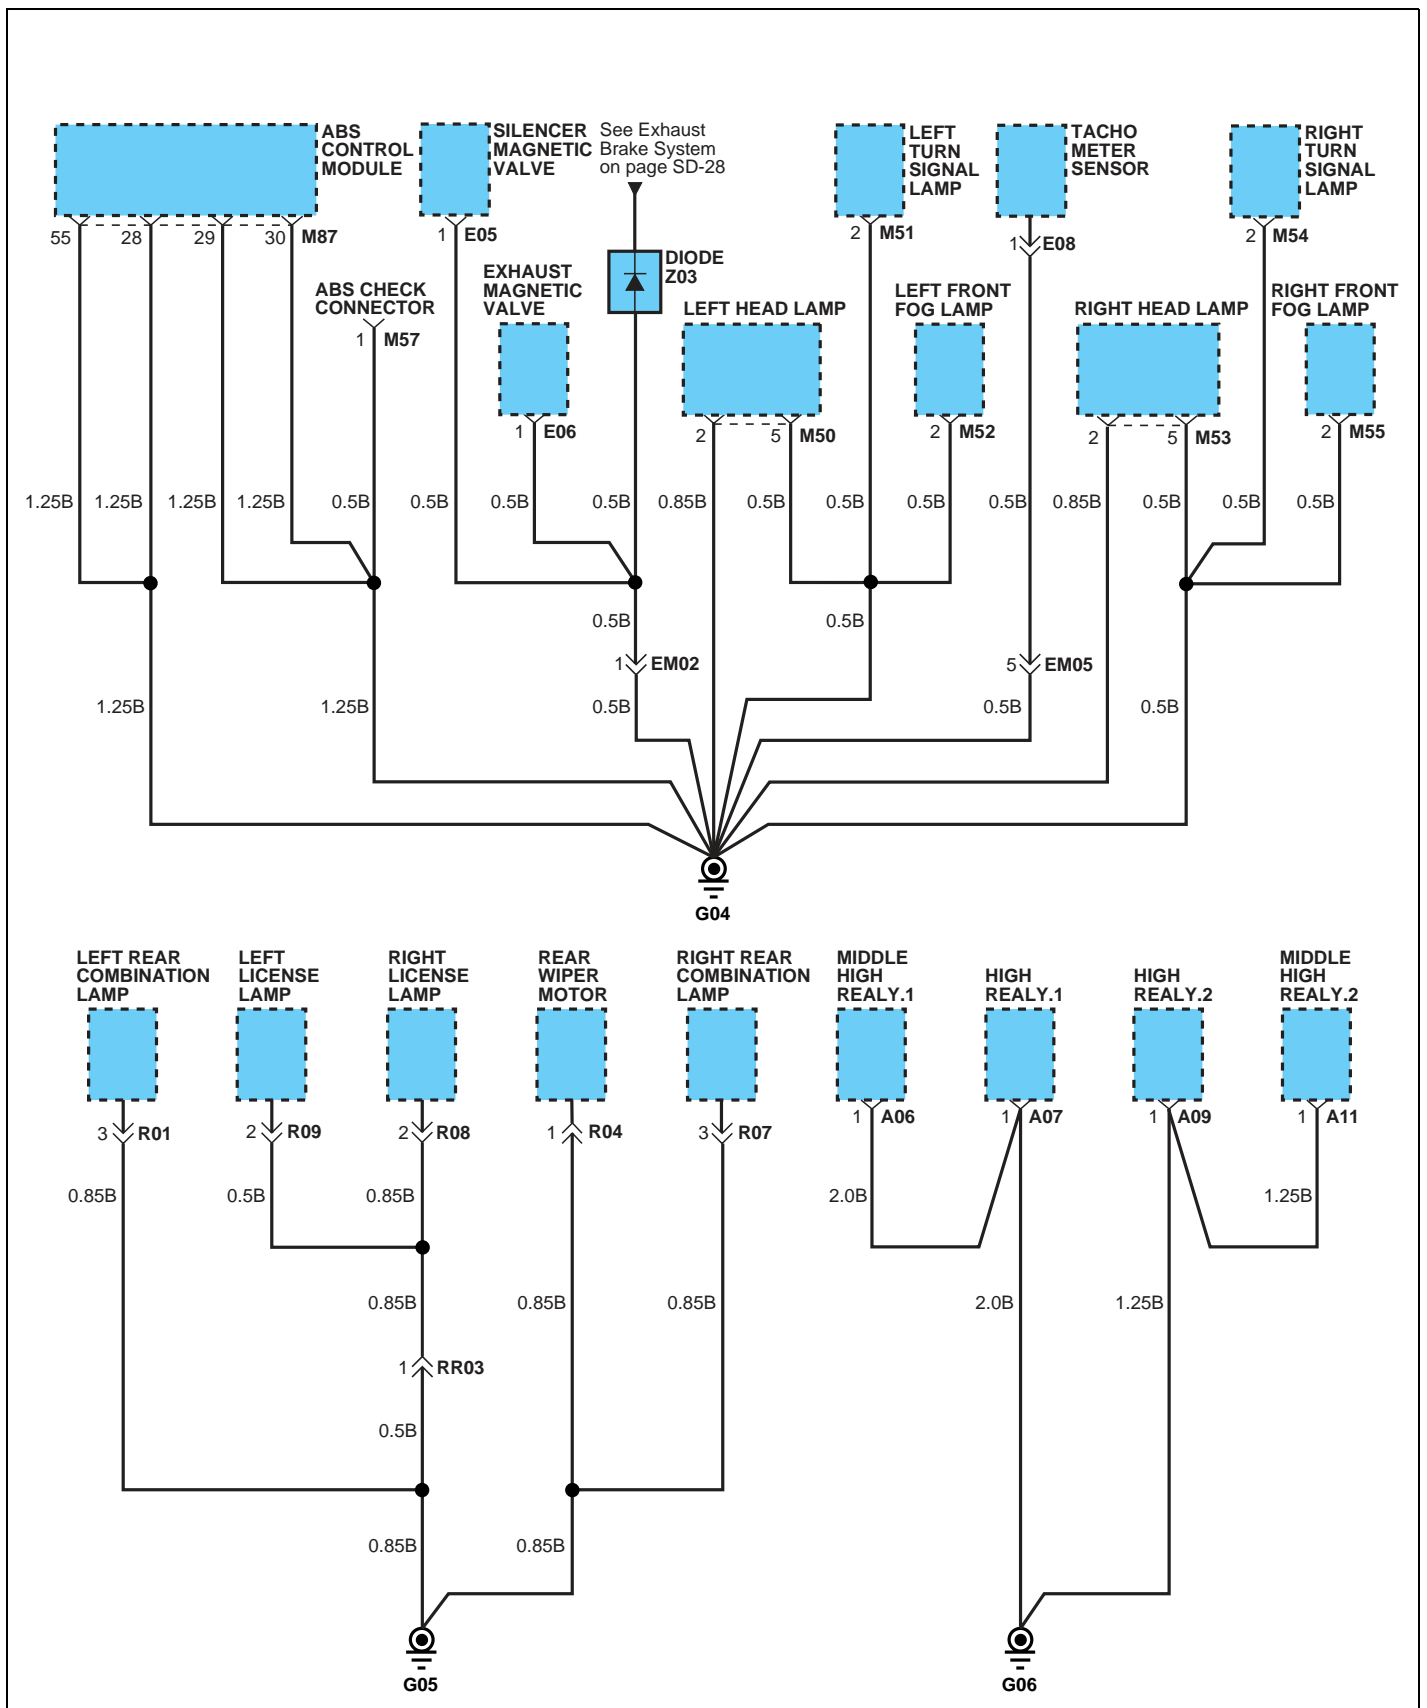 ABS
CONTROL
MODULE
SILENCER
MAGNETIC
VALVE
See Exhaust
Brake System
on page SD-28
LEFT
TURN
SIGNAL
LAMP
TACHO
METER
SENSOR
RIGHT
TURN
SIGNAL
LAMP
55
28
29
30
M87
1
E05
2
M51
1
E08
2
M54
DIODE
Z03
EXHAUST
MAGNETIC
VALVE
ABS CHECK
CONNECTOR
LEFT HEAD LAMP
LEFT FRONT
FOG LAMP
RIGHT HEAD LAMP
RIGHT FRONT
FOG LAMP
1
M57
1
E06
2
5
M50
2
M52
2
5
M53
2
M55
1.25B
1.25B
1.25B
1.25B
0.5B
0.5B
0.5B
0.5B
0.85B
0.5B
0.5B
0.5B
0.5B
0.85B
0.5B
0.5B
0.5B
0.5B
0.5B
1
EM02
5
EM05
1.25B
1.25B
0.5B
0.5B
0.5B
G04
LEFT REAR
COMBINATION
LAMP
LEFT
LICENSE
LAMP
RIGHT
LICENSE
LAMP
REAR
WIPER
MOTOR
RIGHT REAR
COMBINATION
LAMP
MIDDLE
HIGH
REALY.1
HIGH
REALY.1
HIGH
REALY.2
MIDDLE
HIGH
REALY.2
3
R01
2
R09
2
R08
1
R04
3
R07
1
A06
1
A07
1
A09
1
A11
0.85B
0.5B
0.85B
2.0B
1.25B
0.85B
0.85B
0.85B
2.0B
1.25B
1
RR03
0.5B
0.85B
0.85B
G05
G06